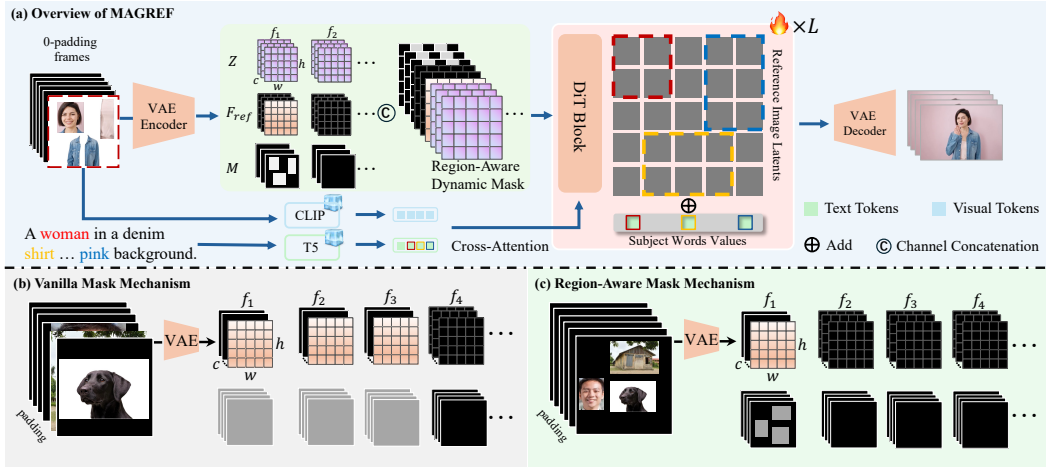 (a) Overview of MAGREF
0-padding
frames
VAE
Encoder
f₁ f₂
Z
c
w
h
F_ref
M
©
Region-Aware
Dynamic Mask
DiT Block
×L
Reference Image Latents
⊕
Subject Words Values
VAE
Decoder
CLIP
T5
Cross-Attention
A woman in a denim
shirt … pink background.
Text Tokens
Visual Tokens
⊕ Add
© Channel Concatenation
(b) Vanilla Mask Mechanism
padding
VAE
f₁ f₂ f₃ f₄
c
w
h
(c) Region-Aware Mask Mechanism
padding
VAE
f₁ f₂ f₃ f₄
c
w
h